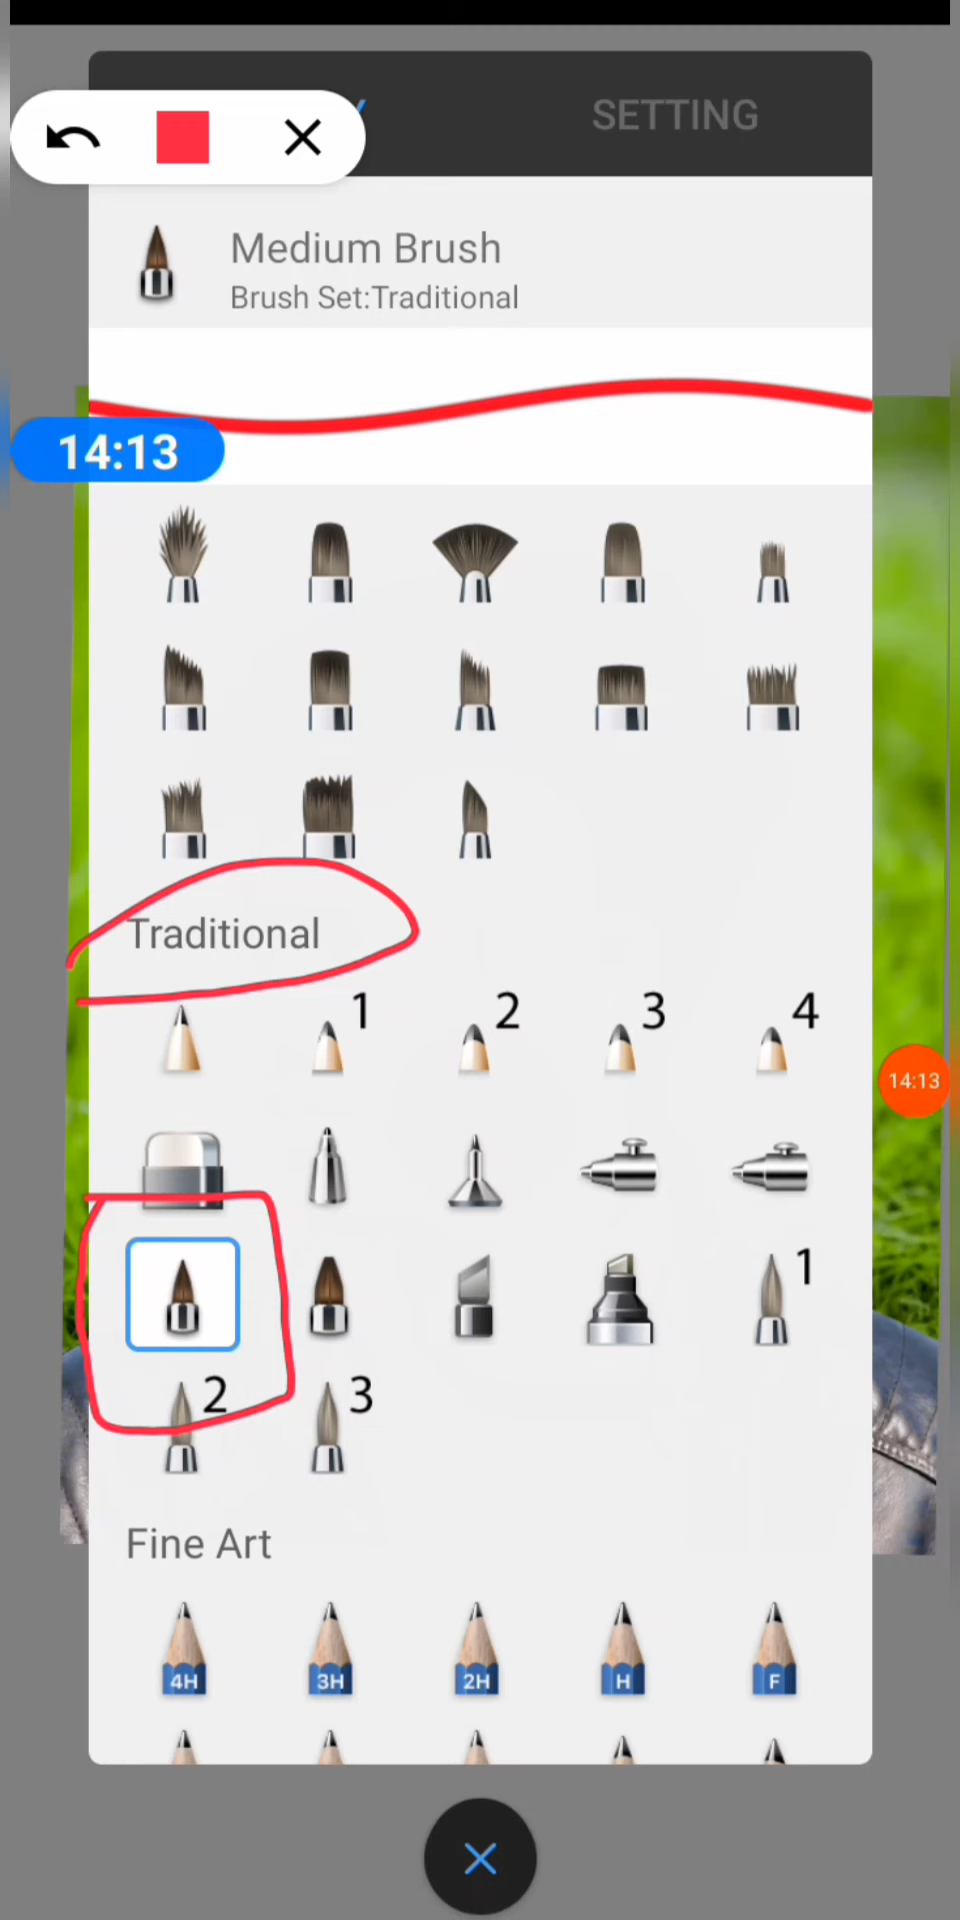 SETTING
Medium Brush
Brush Set:Traditional
14:13
Traditional
1 2 3 4
14:13
1
2 3
Fine Art
4H 3H 2H H F